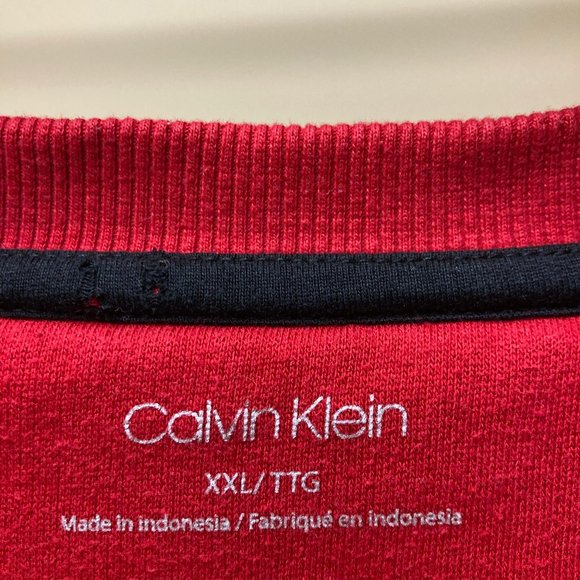 Calvin Klein
XXL/TTG
Made in indonesia / Fabriqué en indonesia